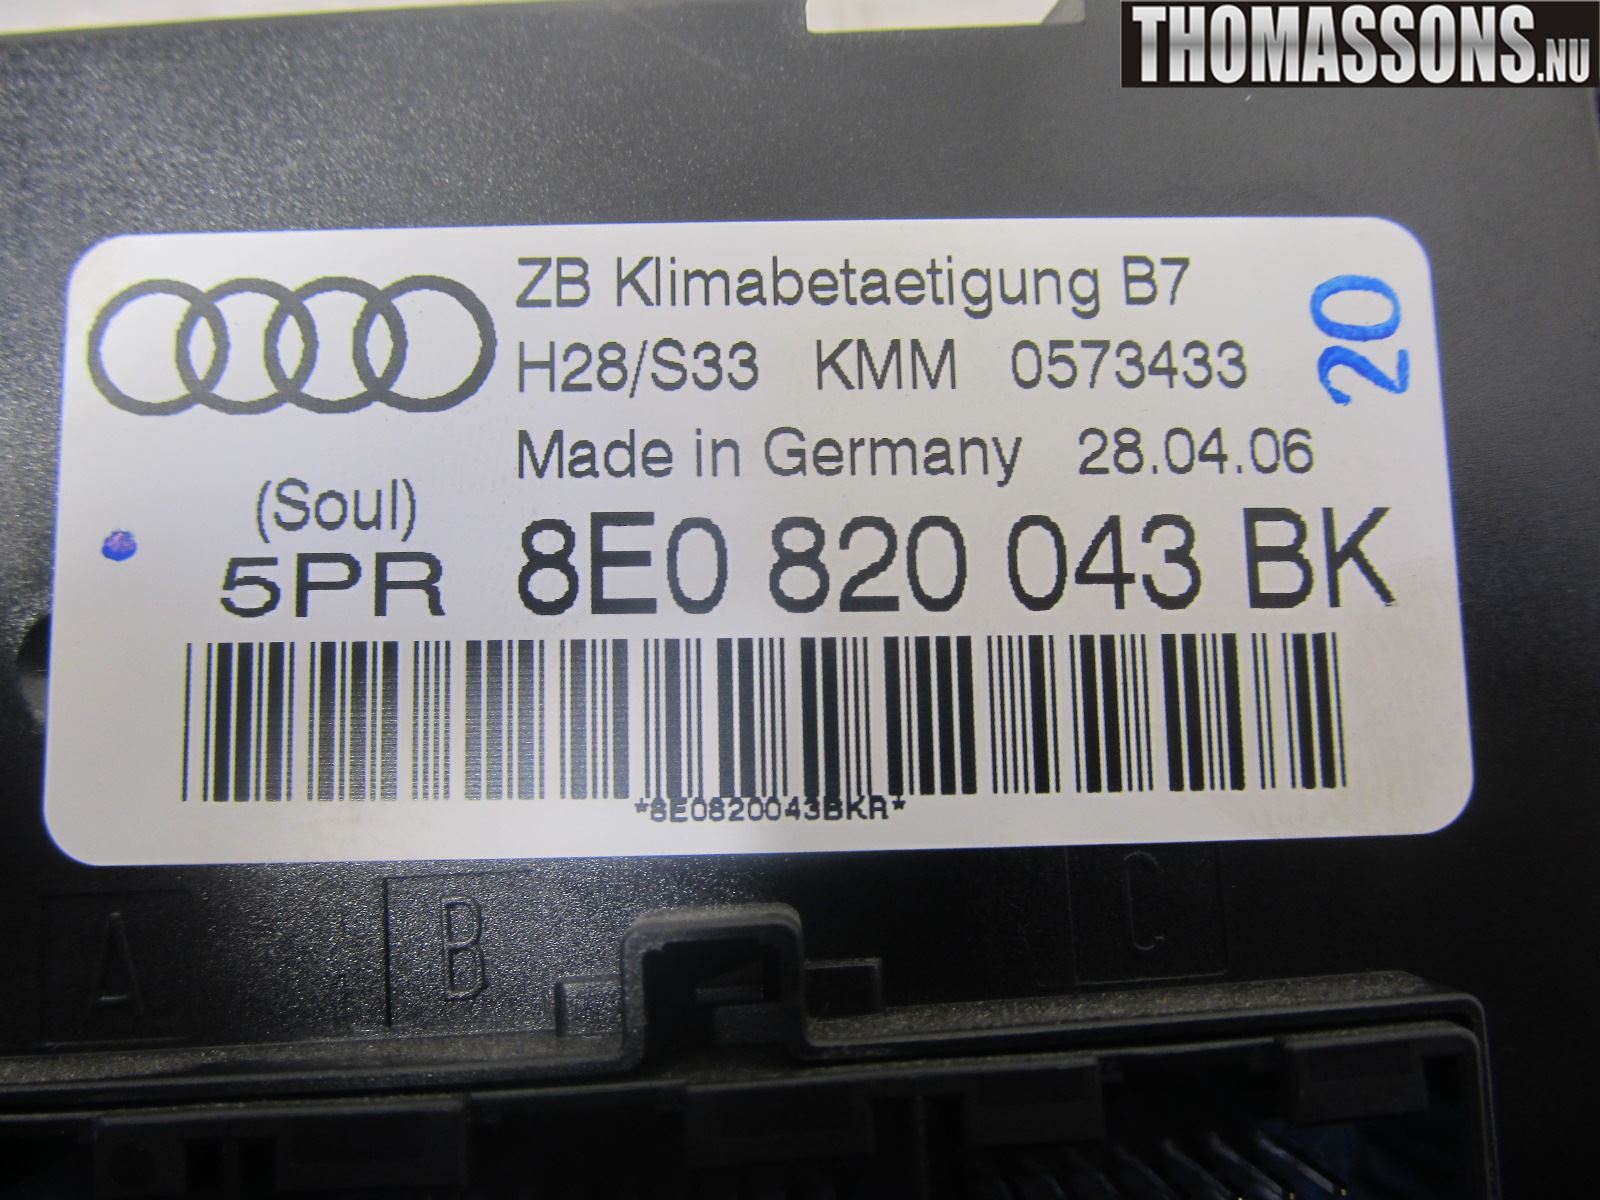 THOMASSONS.NU
ZB Klimabetaetigung B7
H28/S33 KMM 0573433
20
Made in Germany 28.04.06
(Soul)
5PR 8E0 820 043 BK
*8E0820043BKR*
A B C